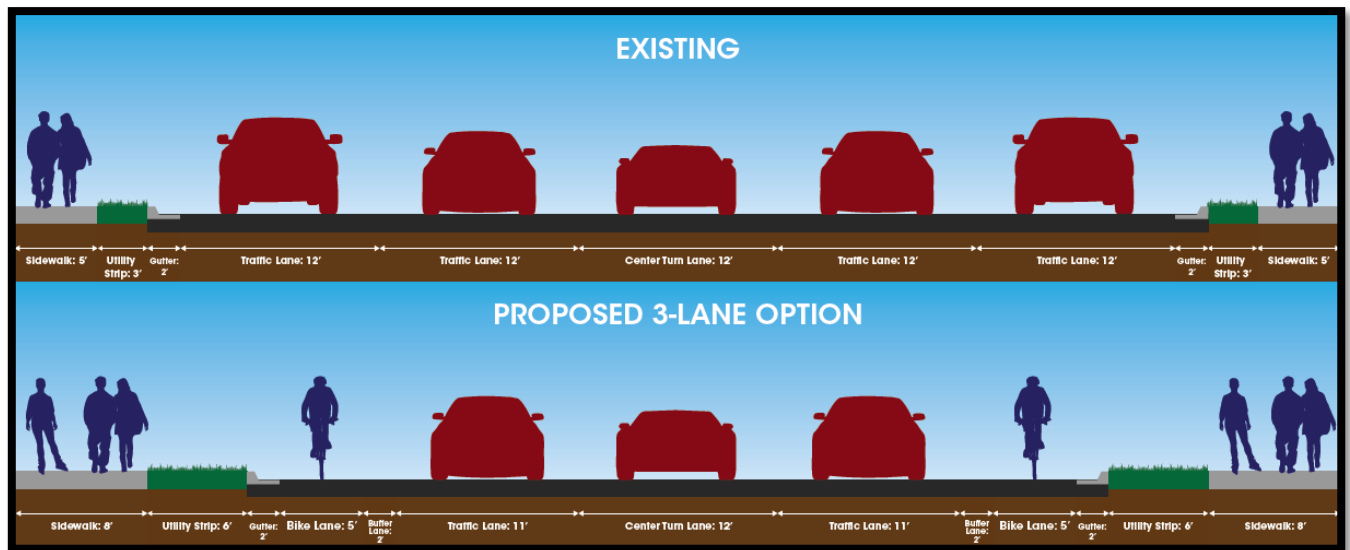 EXISTING
Sidewalk: 5’
Utility
Strip: 3’
Gutter:
2’
Traffic Lane: 12’
Traffic Lane: 12’
Center Turn Lane: 12’
Traffic Lane: 12’
Traffic Lane: 12’
Gutter:
2’
Utility
Strip: 3’
Sidewalk: 5’
PROPOSED 3-LANE OPTION
Sidewalk: 8’
Utility Strip: 6’
Gutter:
2’
Bike Lane: 5’
Buffer
Lane:
2’
Traffic Lane: 11’
Center Turn Lane: 12’
Traffic Lane: 11’
Buffer
Lane:
2’
Bike Lane: 5’
Gutter:
2’
Utility Strip: 6’
Sidewalk: 8’